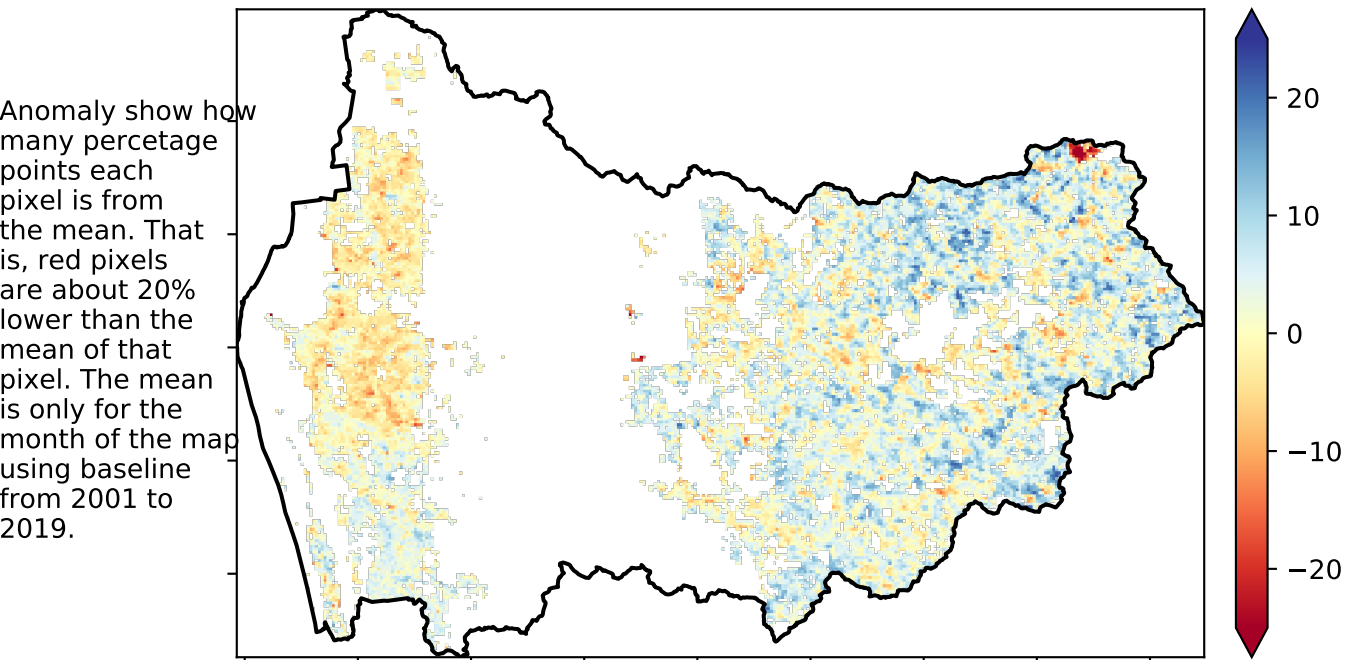 Anomaly show how
many percetage
points each
pixel is from
the mean. That
is, red pixels
are about 20%
lower than the
mean of that
pixel. The mean
is only for the
month of the map
using baseline
from 2001 to
2019.
20
10
0
−10
−20